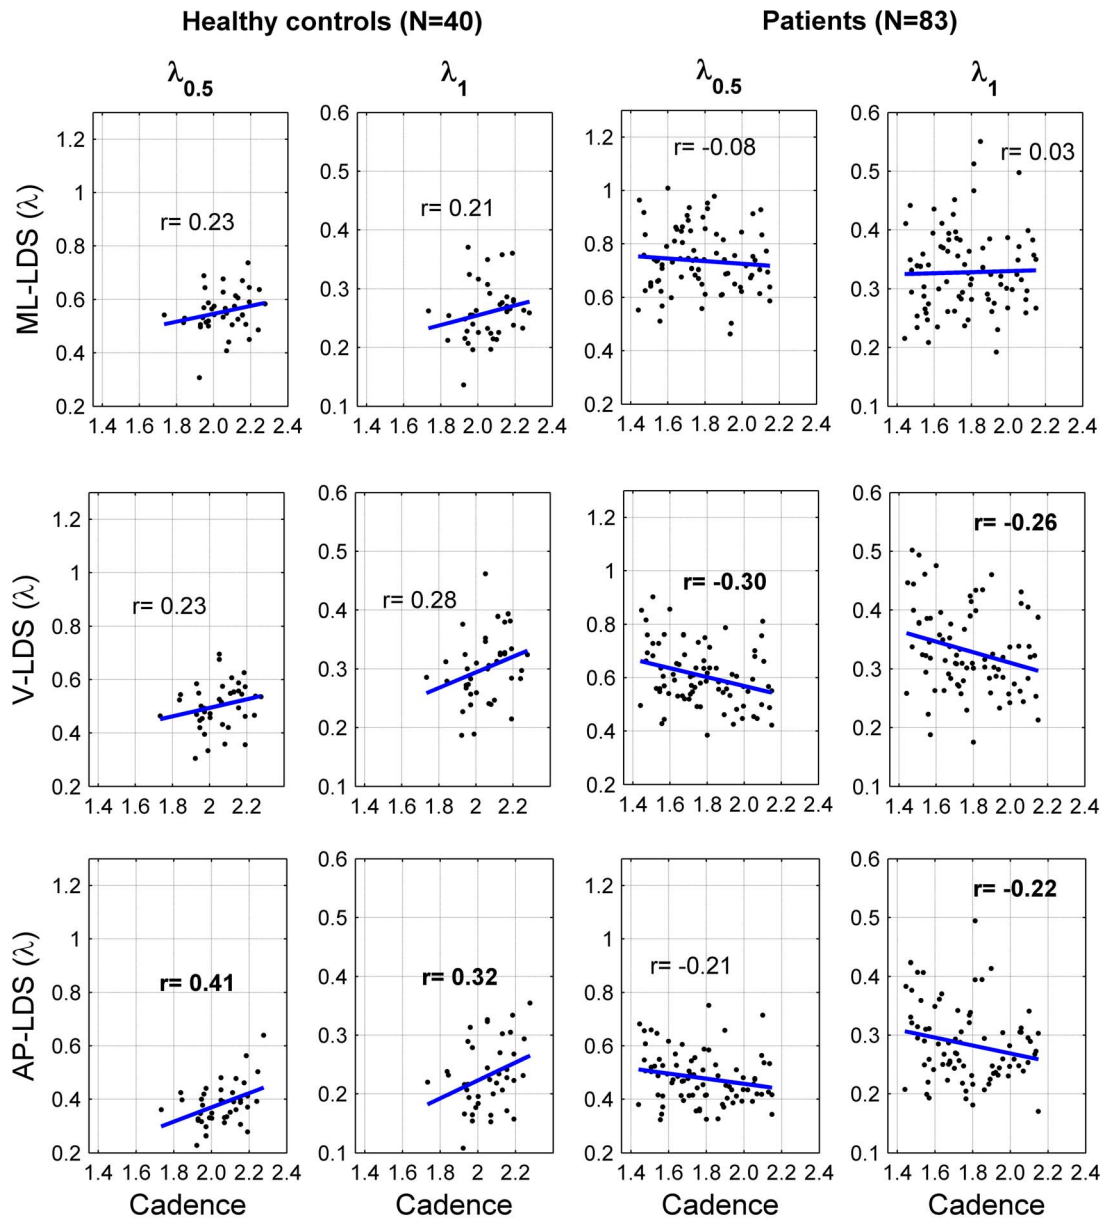 Healthy controls (N=40) Patients (N=83)
λ0.5 λ1 λ0.5 λ1
ML-LDS (λ)
1.2
1
0.8
0.6
0.4
0.2
r= 0.23
1.4 1.6 1.8 2.0 2.2 2.4
0.6
0.5
0.4
0.3
0.2
0.1
r= 0.21
1.4 1.6 1.8 2.0 2.2 2.4
1.2
1
0.8
0.6
0.4
0.2
r= -0.08
1.4 1.6 1.8 2.0 2.2 2.4
0.6
0.5
0.4
0.3
0.2
0.1
r= 0.03
1.4 1.6 1.8 2.0 2.2 2.4
V-LDS (λ)
1.2
1
0.8
0.6
0.4
0.2
r= 0.23
1.4 1.6 1.8 2 2.2
0.6
0.5
0.4
0.3
0.2
0.1
r= 0.28
1.4 1.6 1.8 2 2.2
1.2
1
0.8
0.6
0.4
0.2
r= -0.30
1.4 1.6 1.8 2.0 2.2 2.4
0.6
0.5
0.4
0.3
0.2
0.1
r= -0.26
1.4 1.6 1.8 2.0 2.2 2.4
AP-LDS (λ)
1.2
1
0.8
0.6
0.4
0.2
r= 0.41
1.4 1.6 1.8 2.0 2.2 2.4
0.6
0.5
0.4
0.3
0.2
0.1
r= 0.32
1.4 1.6 1.8 2 2.2
1.2
1
0.8
0.6
0.4
0.2
r= -0.21
1.4 1.6 1.8 2.0 2.2 2.4
0.6
0.5
0.4
0.3
0.2
0.1
r= -0.22
1.4 1.6 1.8 2.0 2.2 2.4
Cadence Cadence Cadence Cadence